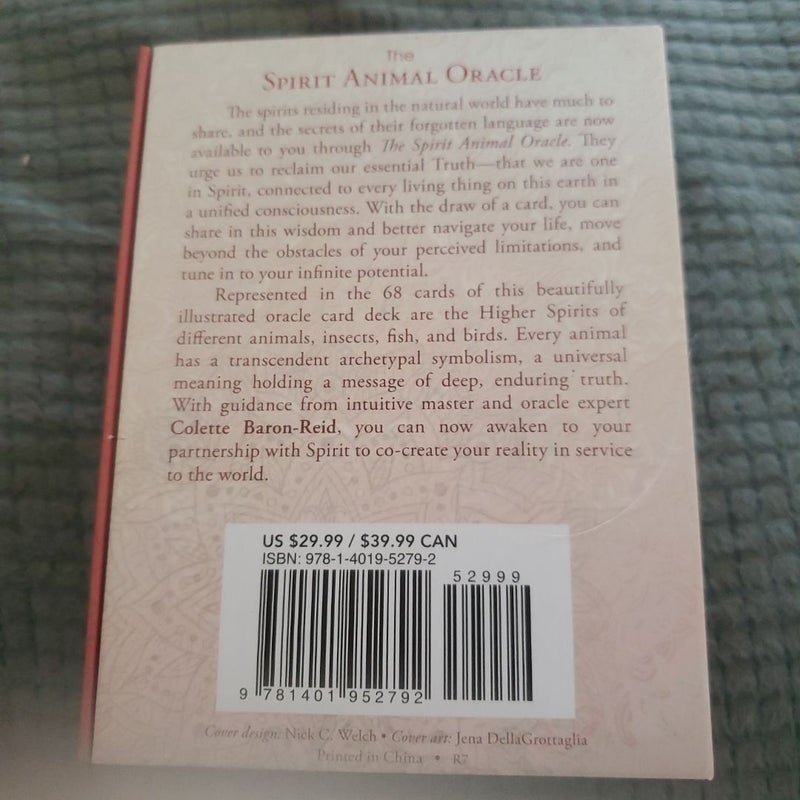 The
SPIRIT ANIMAL ORACLE
The spirits residing in the natural world have much to
share, and the secrets of their forgotten language are now
available to you through The Spirit Animal Oracle. They
urge us to reclaim our essential Truth—that we are one
in Spirit, connected to every living thing on this earth in
a unified consciousness. With the draw of a card, you can
share in this wisdom and better navigate your life, move
beyond the obstacles of your perceived limitations, and
tune in to your infinite potential.
Represented in the 68 cards of this beautifully
illustrated oracle card deck are the Higher Spirits of
different animals, insects, fish, and birds. Every animal
has a transcendent archetypal symbolism, a universal
meaning holding a message of deep, enduring truth.
With guidance from intuitive master and oracle expert
Colette Baron-Reid, you can now awaken to your
partnership with Spirit to co-create your reality in service
to the world.
US $29.99 / $39.99 CAN
ISBN: 978-1-4019-5279-2
52999
9 781401 952792
Cover design: Nick C. Welch • Cover art: Jena DellaGrottaglia
Printed in China • R7